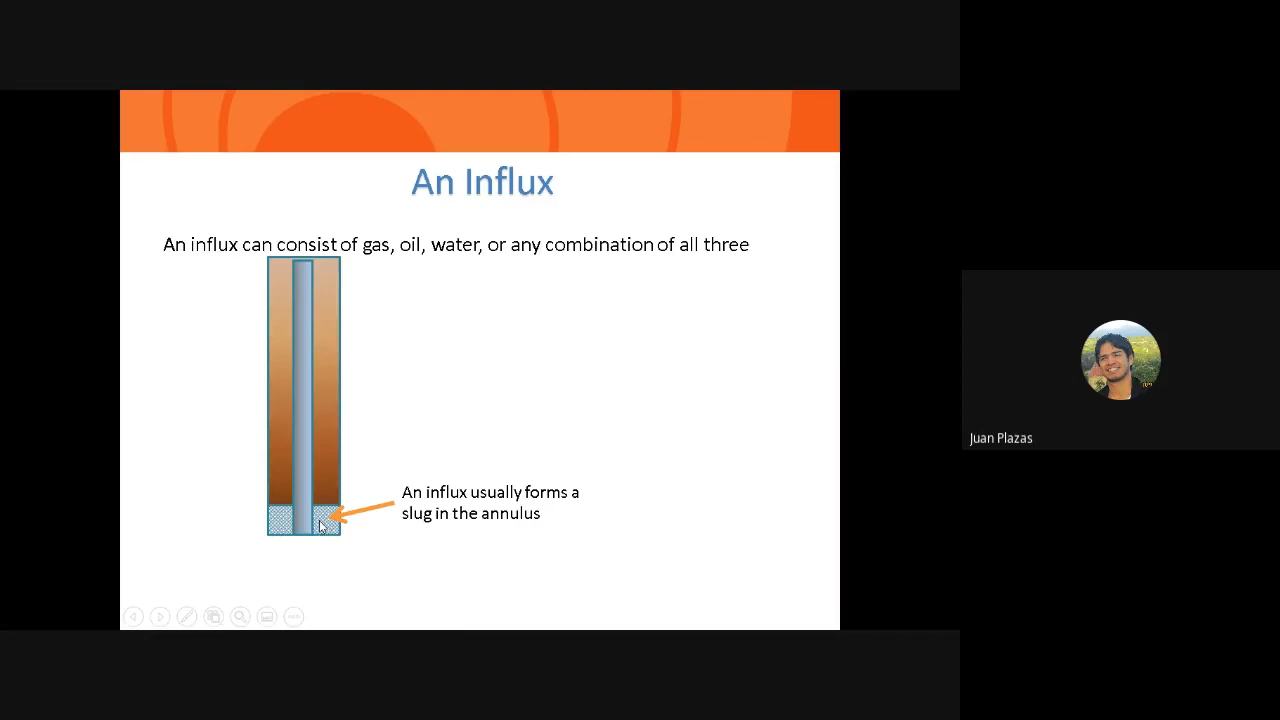 An Influx
An influx can consist of gas, oil, water, or any combination of all three
An influx usually forms a
slug in the annulus
Juan Plazas